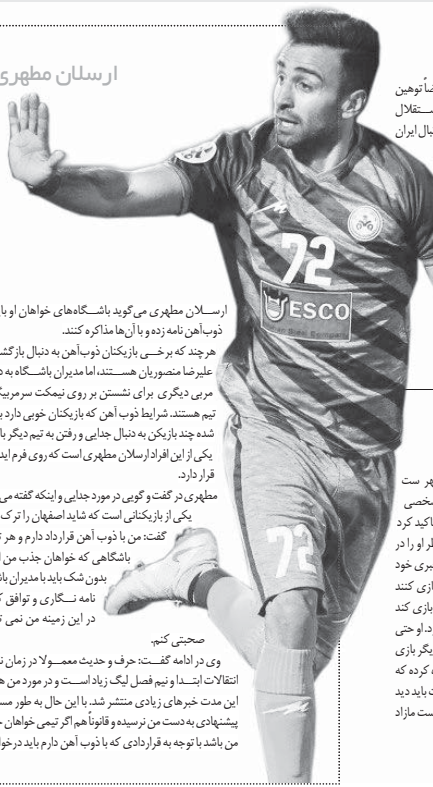 ارسلان مطهری
ضاً توهین
ستقلال
بال ایران
72
ESCO
ارسلان مطهری می‌گوید باشگاه‌های خواهان او بای
ذوب‌آهن نامه زده و با آن‌ها مذاکره کنند.
هرچند که برخی بازیکنان ذوب‌آهن به دنبال بازگش
علیرضا منصوریان هستند، اما مدیران باشگاه به د
مربی دیگری برای نشستن بر روی نیمکت سرمربیگ
تیم هستند. شرایط ذوب آهن که بازیکنان خوبی دارد ب
شده چند بازیکن به دنبال جدایی و رفتن به تیم دیگر با
یکی از این افراد ارسلان مطهری است که روی فرم اید
قرار دارد.
مطهری در گفت و گویی در مورد جدایی و اینکه گفته می
یکی از بازیکنانی است که شاید اصفهان را ترک
گفت: من با ذوب آهن قرارداد دارم و هر
باشگاهی که خواهان جذب من
بدون شک باید با مدیران باش
نامه نگاری و توافق ک
در این زمینه من نمی ت
صحبتی کنم.
وی در ادامه گفت: حرف و حدیث معمولا در زمان ن
انتقالات ابتدا و نیم فصل لیگ زیاد است و در مورد من ه
این مدت خبرهای زیادی منتشر شد. با این حال به طور مس
پیشنهادی به دست من نرسیده و قانوناً هم اگر تیمی خواهان
من باشد با توجه به قراردادی که با ذوب آهن دارم باید درخوا
72
هر ست
مخصی
تاکید کرد
ظر او را در
بری خود
ازی کنند
بازی کند
رد. او حتی
یگر بازی
کرده که
ت باید دید
ست مازاد